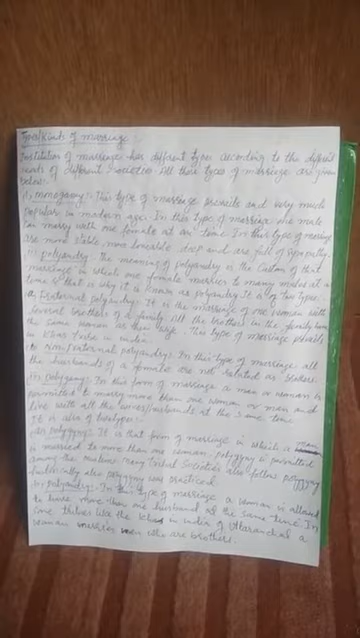 Types/Kinds of marriage :
Institution of marriage has different types according to the different
needs of different Societies. All these types of marriage are given
below.
(i) monogamy:- This type of marriage prevails and very much
popular in modern age. In this type of marriage the male
can marry with one female at an time. In this type of marriage
are more stable more loveable deep and are full of sympathy.
(ii) polyandry: the meaning of polyandry is the custom of that
marriage in which one female marries to many males at a
time & that is why it is known as polyandry. It is of two types.
(a) Fraternal polyandry: It is the marriage of one woman with
several brothers of a family. All the brothers in the family have
the same woman as their wife. This type of marriage prevails
in Khas tribe in india.
(b) Non fraternal polyandry: In this type of marriage all
the husbands of a female are not related as brothers.
(iii) polygamy: In this form of marriage a man or woman is
permitted to marry more than one woman or men and
live with all the wives/husbands at the same time
It is also of two types:
polygyny: It is that form of marriage in which a man
is married to more than one woman. polygyny is permitted
among the muslims many tribal Societies also follow polygyny
also polygyny was practiced.
polyandry: In this type of marriage a woman is allowed
to have more than one husband at the same time. In
some tribes like the Khas in india of Uttaranchal a
woman marries men who are brothers.